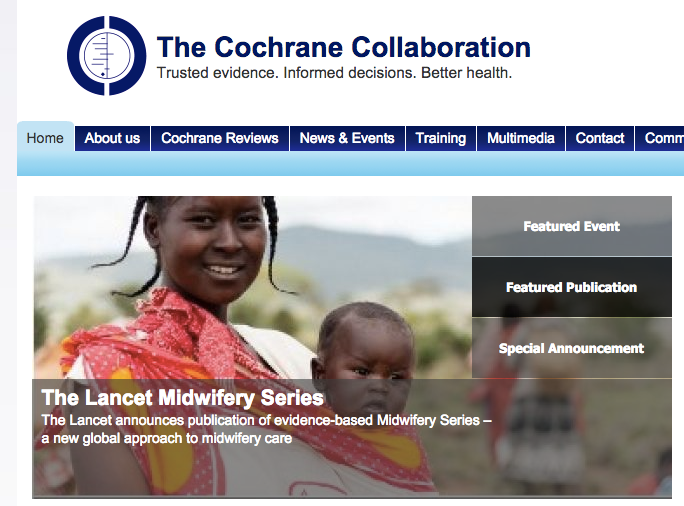 The Cochrane Collaboration
Trusted evidence. Informed decisions. Better health.
Home
About us
Cochrane Reviews
News & Events
Training
Multimedia
Contact
Comm
Featured Event
Featured Publication
Special Announcement
The Lancet Midwifery Series
The Lancet announces publication of evidence-based Midwifery Series –
a new global approach to midwifery care